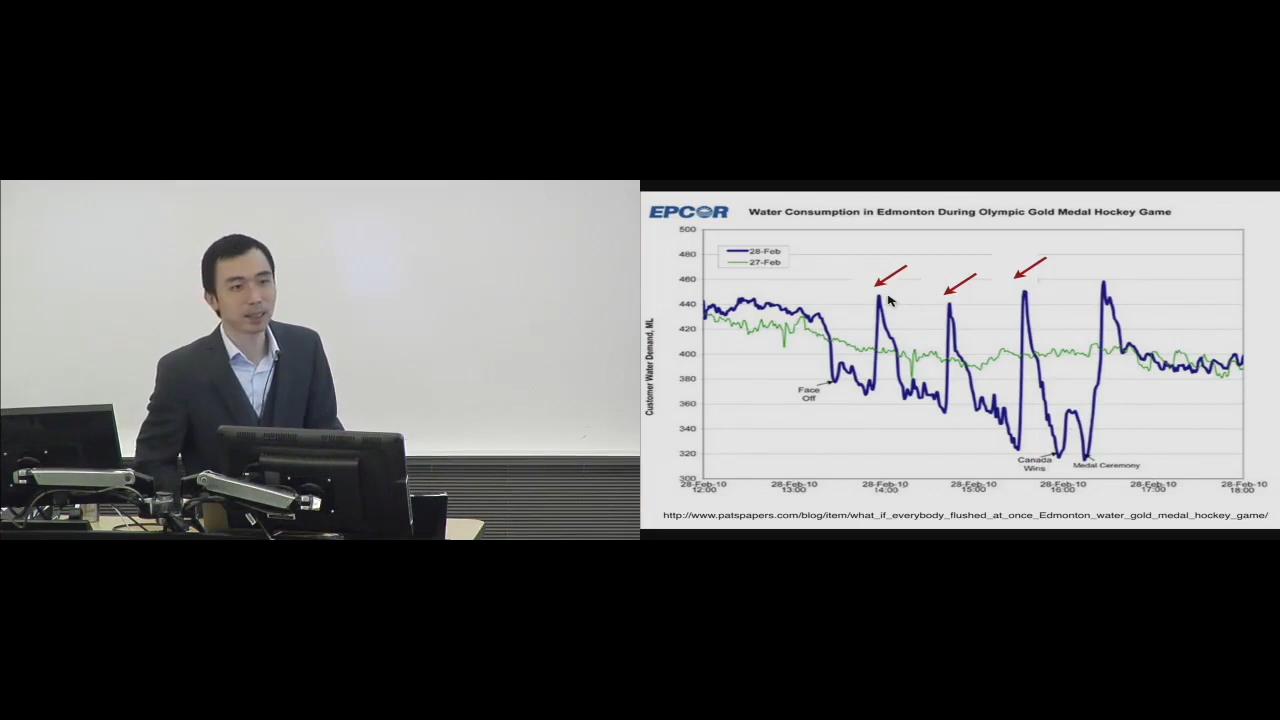 EPCOR
Water Consumption in Edmonton During Olympic Gold Medal Hockey Game
Customer Water Demand, ML
500
480
460
440
420
400
380
360
340
320
300
28-Feb
27-Feb
Face
Off
Canada
Wins
Medal Ceremony
28-Feb-10
12:00
28-Feb-10
13:00
28-Feb-10
14:00
28-Feb-10
15:00
28-Feb-10
16:00
28-Feb-10
17:00
28-Feb-10
18:00
http://www.patspapers.com/blog/item/what_if_everybody_flushed_at_once_Edmonton_water_gold_medal_hockey_game/